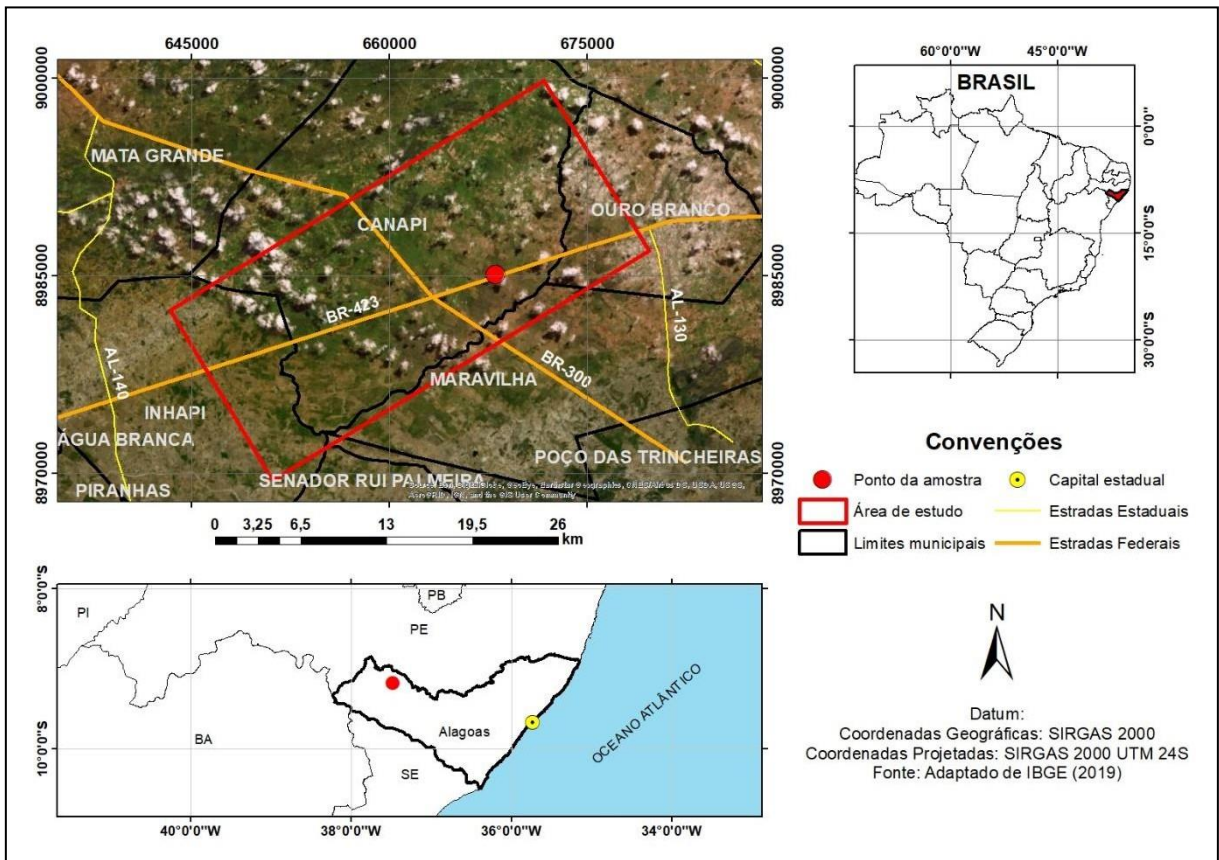 645000 660000 675000
9000000 9000000
8985000 8985000
8970000 8970000
MATA GRANDE
CANAPI
OURO BRANCO
BR-423
AL-130
AL-140
BR-300
MARAVILHA
INHAPI
ÁGUA BRANCA
POÇO DAS TRINCHEIRAS
SENADOR RUI PALMEIRA
PIRANHAS
and the GIS User Community
0 3,25 6,5 13 19,5 26
km
60°0'0"W 45°0'0"W
BRASIL
0°0'0"
15°0'0"S
30°0'0"S
Convenções
Ponto da amostra
Capital estadual
Área de estudo
Estradas Estaduais
Limites municipais
Estradas Federais
8°0'0"S
10°0'0"S
PI
PB
PE
BA
Alagoas
SE
OCEANO ATLÂNTICO
40°0'0"W 38°0'0"W 36°0'0"W 34°0'0"W
N
Datum:
Coordenadas Geográficas: SIRGAS 2000
Coordenadas Projetadas: SIRGAS 2000 UTM 24S
Fonte: Adaptado de IBGE (2019)